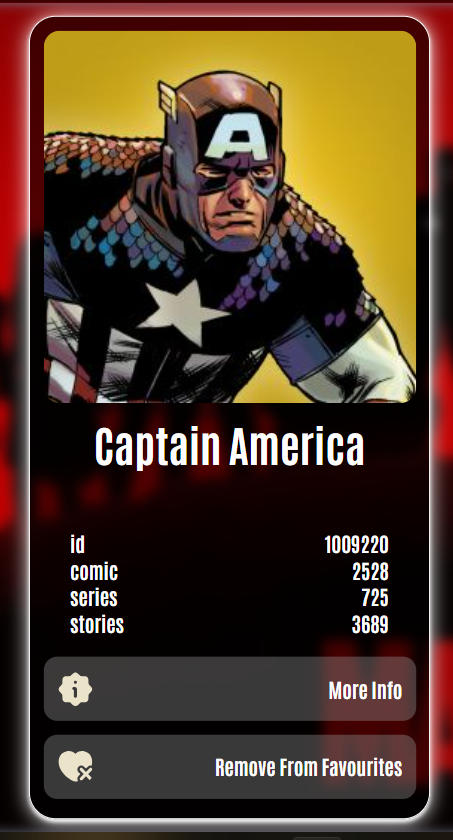 A
Captain America
id 1009220
comic 2528
series 725
stories 3689
More Info
Remove From Favourites